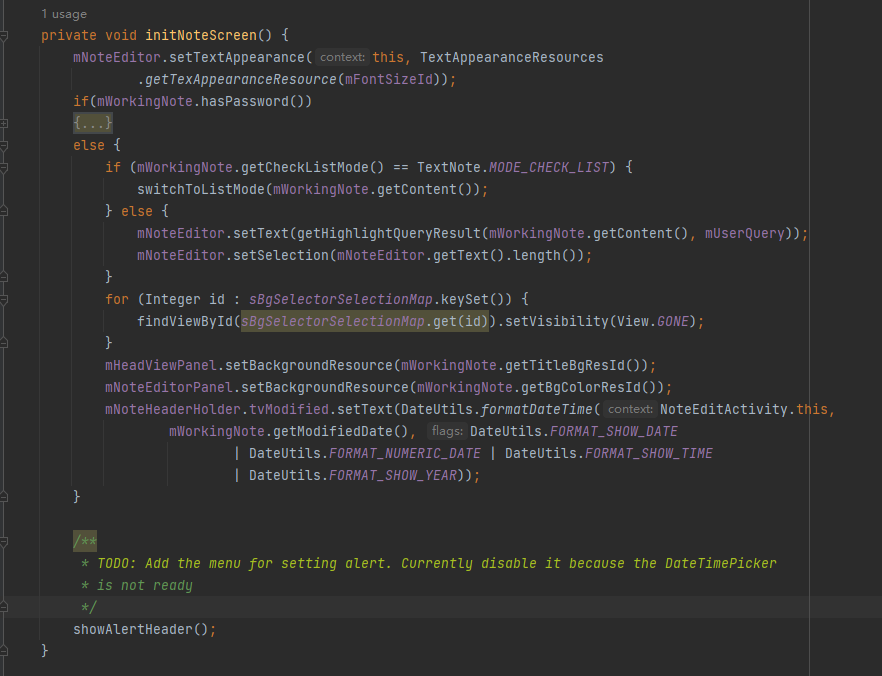 1 usage
private void initNoteScreen() {
mNoteEditor.setTextAppearance( context: this, TextAppearanceResources
.getTexAppearanceResource(mFontSizeId));
if(mWorkingNote.hasPassword())
{...}
else {
if (mWorkingNote.getCheckListMode() == TextNote.MODE_CHECK_LIST) {
switchToListMode(mWorkingNote.getContent());
} else {
mNoteEditor.setText(getHighlightQueryResult(mWorkingNote.getContent(), mUserQuery));
mNoteEditor.setSelection(mNoteEditor.getText().length());
}
for (Integer id : sBgSelectorSelectionMap.keySet()) {
findViewById(sBgSelectorSelectionMap.get(id)).setVisibility(View.GONE);
}
mHeadViewPanel.setBackgroundResource(mWorkingNote.getTitleBgResId());
mNoteEditorPanel.setBackgroundResource(mWorkingNote.getBgColorResId());
mNoteHeaderHolder.tvModified.setText(DateUtils.formatDateTime( context: NoteEditActivity.this,
mWorkingNote.getModifiedDate(), flags: DateUtils.FORMAT_SHOW_DATE
| DateUtils.FORMAT_NUMERIC_DATE | DateUtils.FORMAT_SHOW_TIME
| DateUtils.FORMAT_SHOW_YEAR));
}
/**
* TODO: Add the menu for setting alert. Currently disable it because the DateTimePicker
* is not ready
*/
showAlertHeader();
}